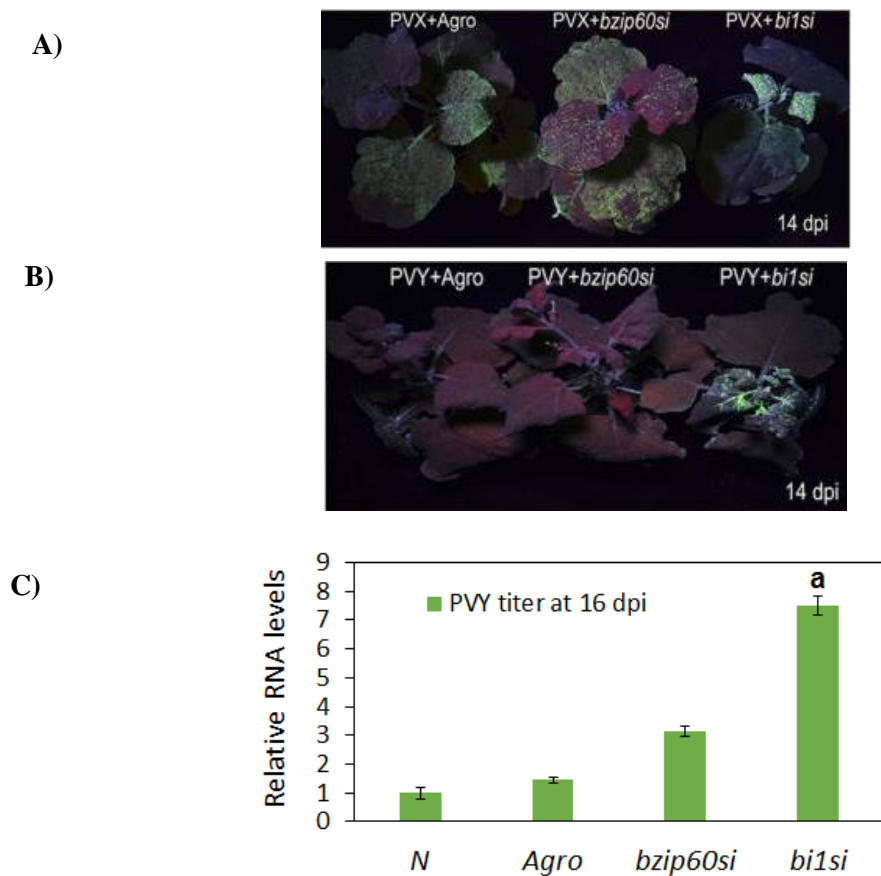 A)
PVX+Agro PVX+bzip60si PVX+bi1si
14 dpi
B)
PVY+Agro PVY+bzip60si PVY+bi1si
14 dpi
C)
Relative RNA levels
9
8
7
6
5
4
3
2
1
0
PVY titer at 16 dpi
a
N Agro bzip60si bi1si